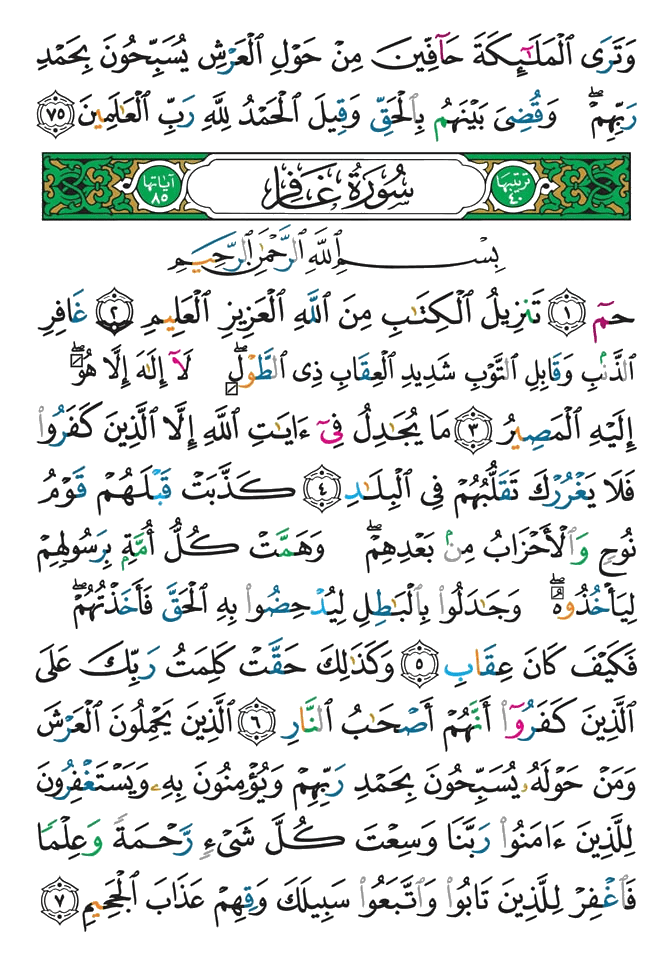 وَتَرَى ٱلْمَلَٰٓئِكَةَ حَآفِّينَ مِنْ حَوْلِ ٱلْعَرْشِ يُسَبِّحُونَ بِحَمْدِ
رَبِّهِمْ ۖ وَقُضِىَ بَيْنَهُم بِٱلْحَقِّ وَقِيلَ ٱلْحَمْدُ لِلَّهِ رَبِّ ٱلْعَٰلَمِينَ ٧٥
ترتيبها ٤٠ سُورَةُ غَافِرٍ آياتها ٨٥
بِسْمِ ٱللَّهِ ٱلرَّحْمَٰنِ ٱلرَّحِيمِ
حمٓ ١ تَنزِيلُ ٱلْكِتَٰبِ مِنَ ٱللَّهِ ٱلْعَزِيزِ ٱلْعَلِيمِ ٢ غَافِرِ
ٱلذَّنۢبِ وَقَابِلِ ٱلتَّوْبِ شَدِيدِ ٱلْعِقَابِ ذِى ٱلطَّوْلِ ۖ لَآ إِلَٰهَ إِلَّا هُوَ ۖ
إِلَيْهِ ٱلْمَصِيرُ ٣ مَا يُجَٰدِلُ فِىٓ ءَايَٰتِ ٱللَّهِ إِلَّا ٱلَّذِينَ كَفَرُوا۟
فَلَا يَغْرُرْكَ تَقَلُّبُهُمْ فِى ٱلْبِلَٰدِ ٤ كَذَّبَتْ قَبْلَهُمْ قَوْمُ
نُوحٍ وَٱلْأَحْزَابُ مِنۢ بَعْدِهِمْ ۖ وَهَمَّتْ كُلُّ أُمَّةٍۭ بِرَسُولِهِمْ
لِيَأْخُذُوهُ ۖ وَجَٰدَلُوا۟ بِٱلْبَٰطِلِ لِيُدْحِضُوا۟ بِهِ ٱلْحَقَّ فَأَخَذْتُهُمْ ۖ
فَكَيْفَ كَانَ عِقَابِ ٥ وَكَذَٰلِكَ حَقَّتْ كَلِمَتُ رَبِّكَ عَلَى
ٱلَّذِينَ كَفَرُوٓا۟ أَنَّهُمْ أَصْحَٰبُ ٱلنَّارِ ٦ ٱلَّذِينَ يَحْمِلُونَ ٱلْعَرْشَ
وَمَنْ حَوْلَهُۥ يُسَبِّحُونَ بِحَمْدِ رَبِّهِمْ وَيُؤْمِنُونَ بِهِۦ وَيَسْتَغْفِرُونَ
لِلَّذِينَ ءَامَنُوا۟ رَبَّنَا وَسِعْتَ كُلَّ شَىْءٍ رَّحْمَةً وَعِلْمًا
فَٱغْفِرْ لِلَّذِينَ تَابُوا۟ وَٱتَّبَعُوا۟ سَبِيلَكَ وَقِهِمْ عَذَابَ ٱلْجَحِيمِ ٧